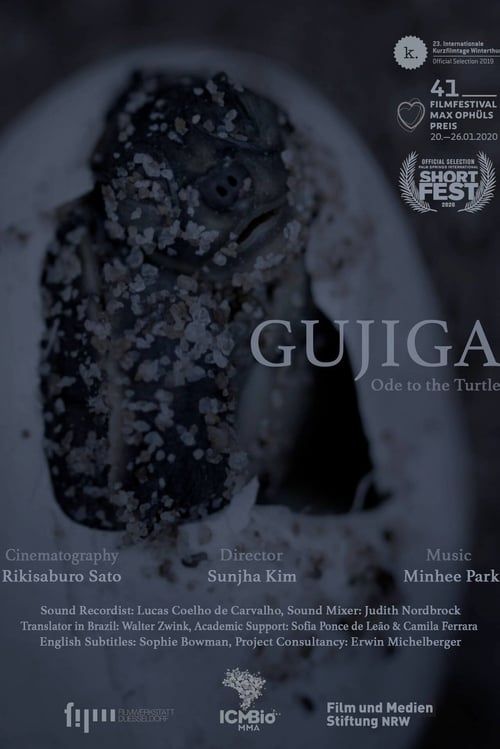 k.
23. Internationale
Kurzfilmtage Winterthur
Official Selection 2019
41
FILMFESTIVAL
MAX OPHÜLS
PREIS
20.—26.01.2020
OFFICIAL SELECTION
PALM SPRINGS INTERNATIONAL
SHORT
FEST
2020
GUJIGA
Ode to the Turtle
Cinematography
Rikisaburo Sato
Director
Sunjha Kim
Music
Minhee Park
Sound Recordist: Lucas Coelho de Carvalho, Sound Mixer: Judith Nordbrock
Translator in Brazil: Walter Zwink, Academic Support: Sofia Ponce de Leão & Camila Ferrara
English Subtitles: Sophie Bowman, Project Consultancy: Erwin Michelberger
FILMWERKSTATT
DUESSELDORF
ICMBio
MMA
Film und Medien
Stiftung NRW